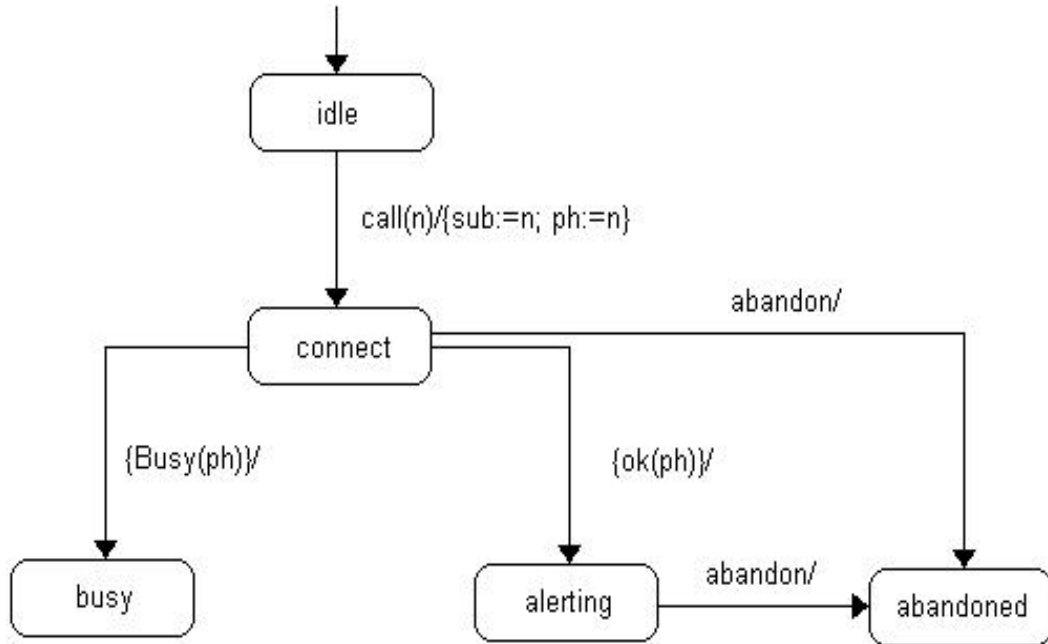 idle
call(n)/{sub:=n; ph:=n}
abandon/
connect
{Busy(ph)}/
{ok(ph)}/
abandon/
busy
alerting
abandoned